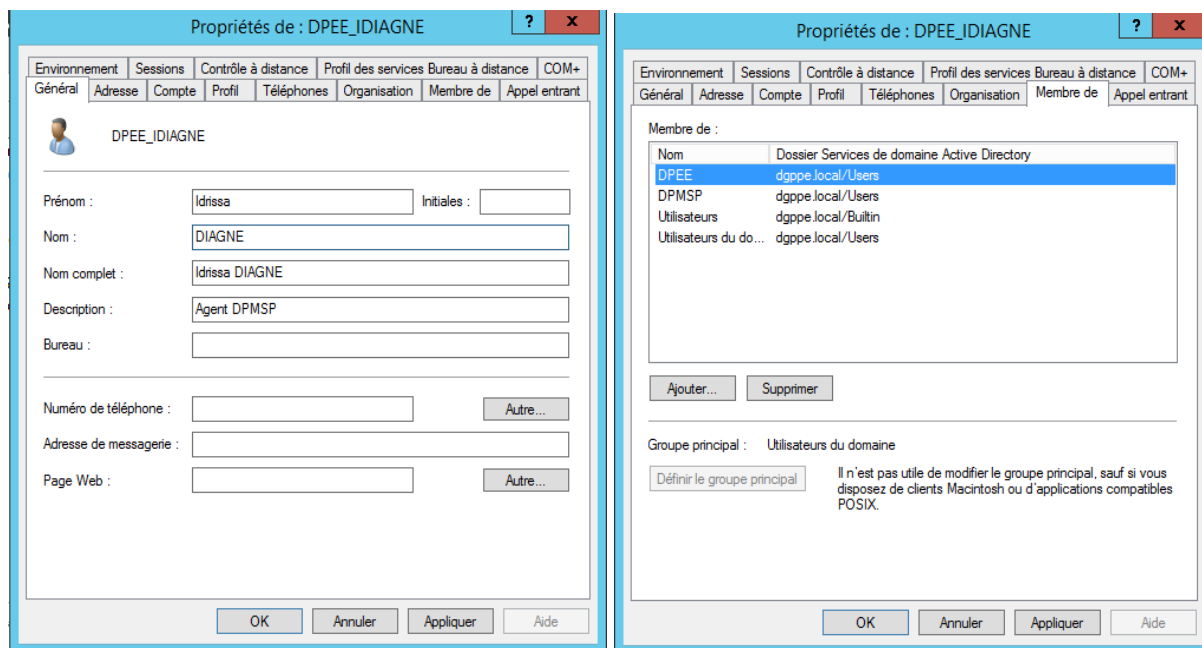 Propriétés de : DPEE_IDIAGNE
? x
Environnement Sessions Contrôle à distance Profil des services Bureau à distance COM+
Général Adresse Compte Profil Téléphones Organisation Membre de Appel entrant
DPEE_IDIAGNE
Prénom : Idrissa Initiales :
Nom : DIAGNE
Nom complet : Idrissa DIAGNE
Description : Agent DPMSP
Bureau :
Numéro de téléphone : Autre...
Adresse de messagerie :
Page Web : Autre...
OK Annuler Appliquer Aide
Propriétés de : DPEE_IDIAGNE
? x
Environnement Sessions Contrôle à distance Profil des services Bureau à distance COM+
Général Adresse Compte Profil Téléphones Organisation Membre de Appel entrant
Membre de :
Nom Dossier Services de domaine Active Directory
DPEE dgppe.local/Users
DPMSP dgppe.local/Users
Utilisateurs dgppe.local/Builtin
Utilisateurs du do... dgppe.local/Users
Ajouter... Supprimer
Groupe principal : Utilisateurs du domaine
Définir le groupe principal
Il n'est pas utile de modifier le groupe principal, sauf si vous
disposez de clients Macintosh ou d'applications compatibles
POSIX.
OK Annuler Appliquer Aide